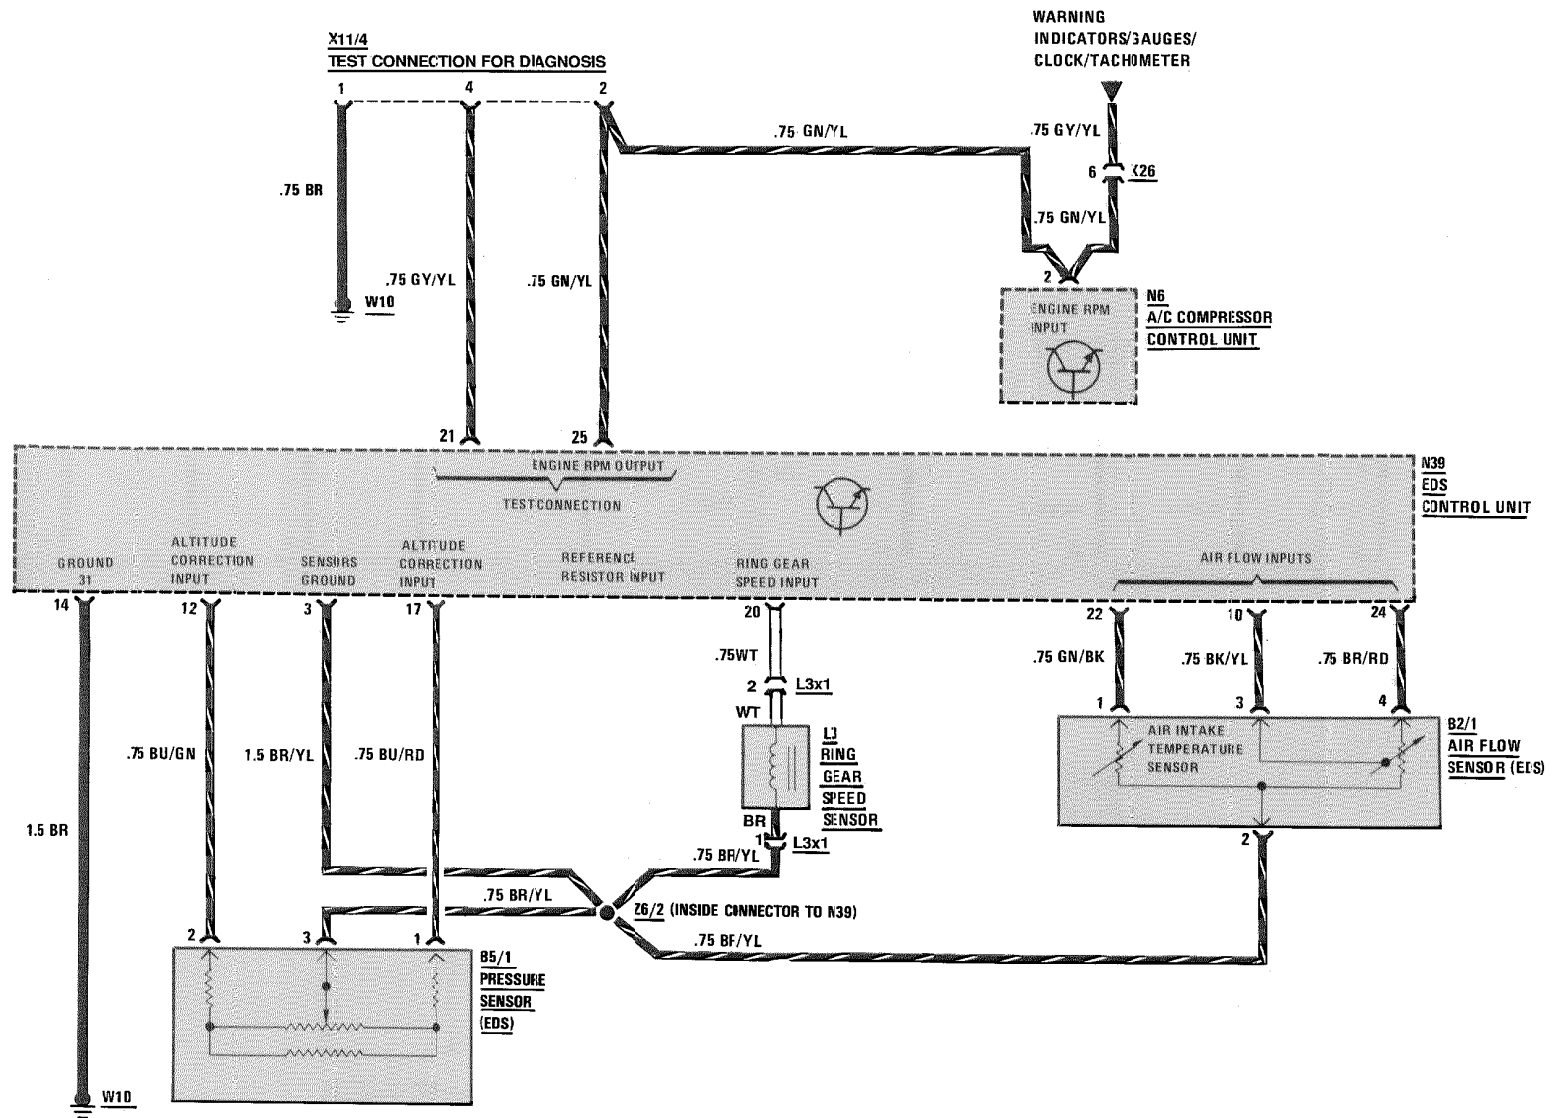 X11/4
TEST CONNECTION FOR DIAGNOSIS
1
4
2
WARNING
INDICATORS/GAUGES/
CLOCK/TACHOMETER
.75 GN/YL
.75 GY/YL
6
X26
.75 BR
.75 GN/YL
.75 GY/YL
.75 GN/YL
2
W10
N6
A/C COMPRESSOR
CONTROL UNIT
ENGINE RPM
INPUT
21
25
ENGINE RPM OUTPUT
TEST CONNECTION
N39
EDS
CONTROL UNIT
GROUND
31
ALTITUDE
CORRECTION
INPUT
SENSORS
GROUND
ALTITUDE
CORRECTION
INPUT
REFERENCE
RESISTOR INPUT
RING GEAR
SPEED INPUT
AIR FLOW INPUTS
14
12
3
17
20
22
10
24
.75WT
2
L3x1
WT
.75 GN/BK
.75 BK/YL
.75 BR/RD
1
3
4
.75 BU/GN
1.5 BR/YL
.75 BU/RD
L3
RING
GEAR
SPEED
SENSOR
AIR INTAKE
TEMPERATURE
SENSOR
B2/1
AIR FLOW
SENSOR (EDS)
1.5 BR
BR
1
L3x1
2
.75 BR/YL
.75 BR/YL
Z6/2 (INSIDE CONNECTOR TO N39)
.75 BR/YL
2
3
1
B5/1
PRESSURE
SENSOR
(EDS)
W10